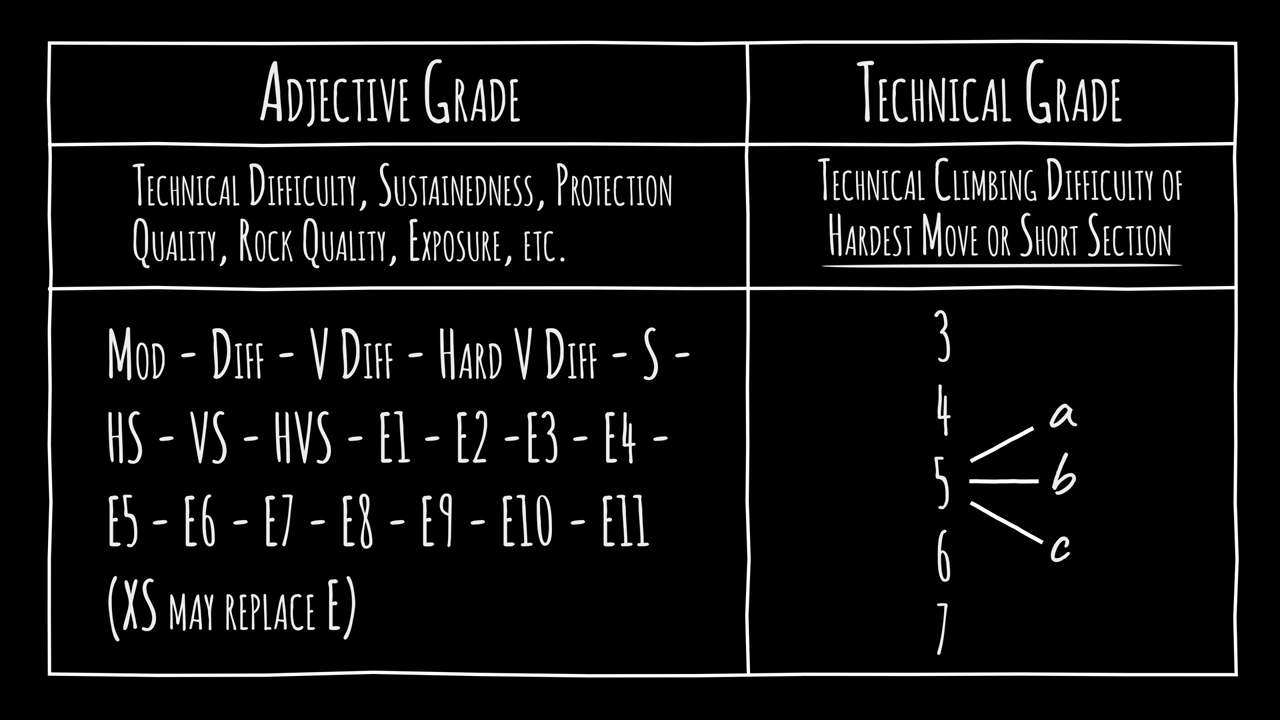 Adjective Grade
Technical Grade
Technical Difficulty, Sustainedness, Protection
Quality, Rock Quality, Exposure, etc.
Technical Climbing Difficulty of
Hardest Move or Short Section
Mod - Diff - V Diff - Hard V Diff - S -
HS - VS - HVS - E1 - E2 -E3 - E4 -
E5 - E6 - E7 - E8 - E9 - E10 - E11
(XS may replace E)
3
4
5
6
7
a
b
c